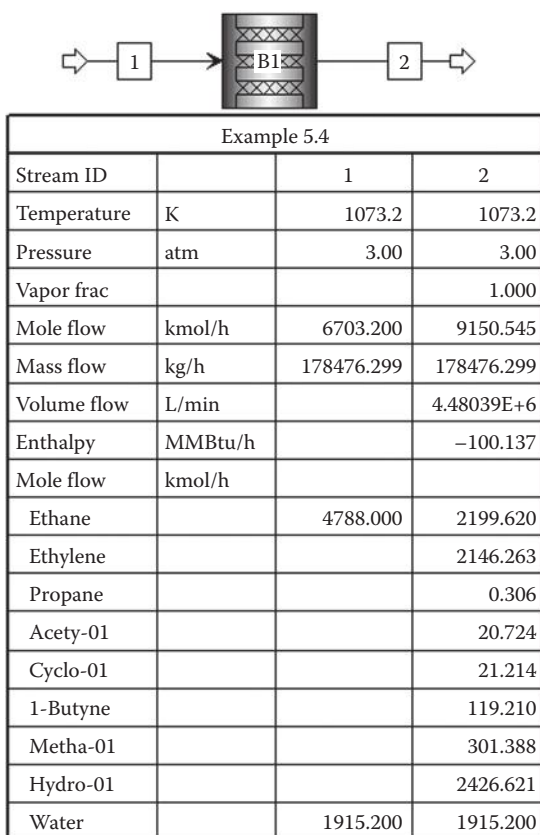 1 B1 2
Example 5.4
Stream ID 1 2
Temperature K 1073.2 1073.2
Pressure atm 3.00 3.00
Vapor frac 1.000
Mole flow kmol/h 6703.200 9150.545
Mass flow kg/h 178476.299 178476.299
Volume flow L/min 4.48039E+6
Enthalpy MMBtu/h –100.137
Mole flow kmol/h
Ethane 4788.000 2199.620
Ethylene 2146.263
Propane 0.306
Acety-01 20.724
Cyclo-01 21.214
1-Butyne 119.210
Metha-01 301.388
Hydro-01 2426.621
Water 1915.200 1915.200